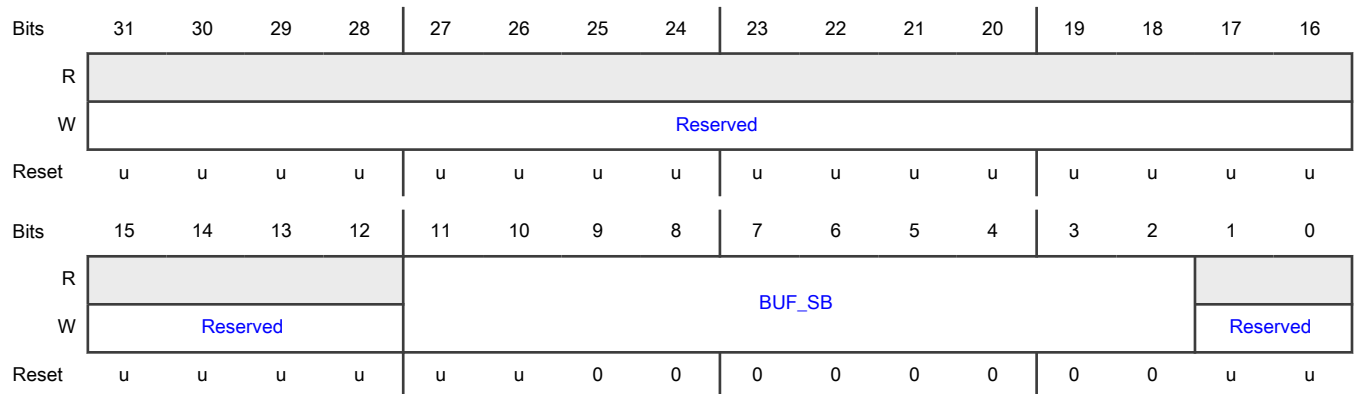 Bits 31 30 29 28 27 26 25 24 23 22 21 20 19 18 17 16
R
W Reserved
Reset u u u u u u u u u u u u u u u u
Bits 15 14 13 12 11 10 9 8 7 6 5 4 3 2 1 0
R
BUF_SB
W Reserved Reserved
Reset u u u u u u 0 0 0 0 0 0 0 0 u u